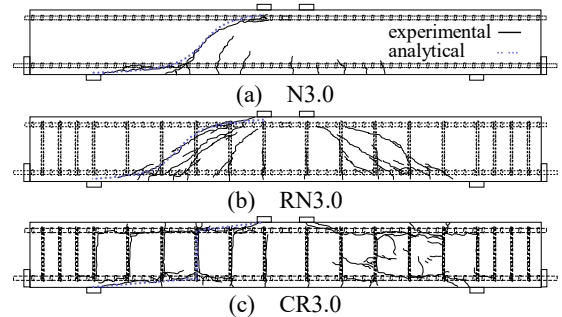 experimental
analytical
(a) N3.0
(b) RN3.0
(c) CR3.0